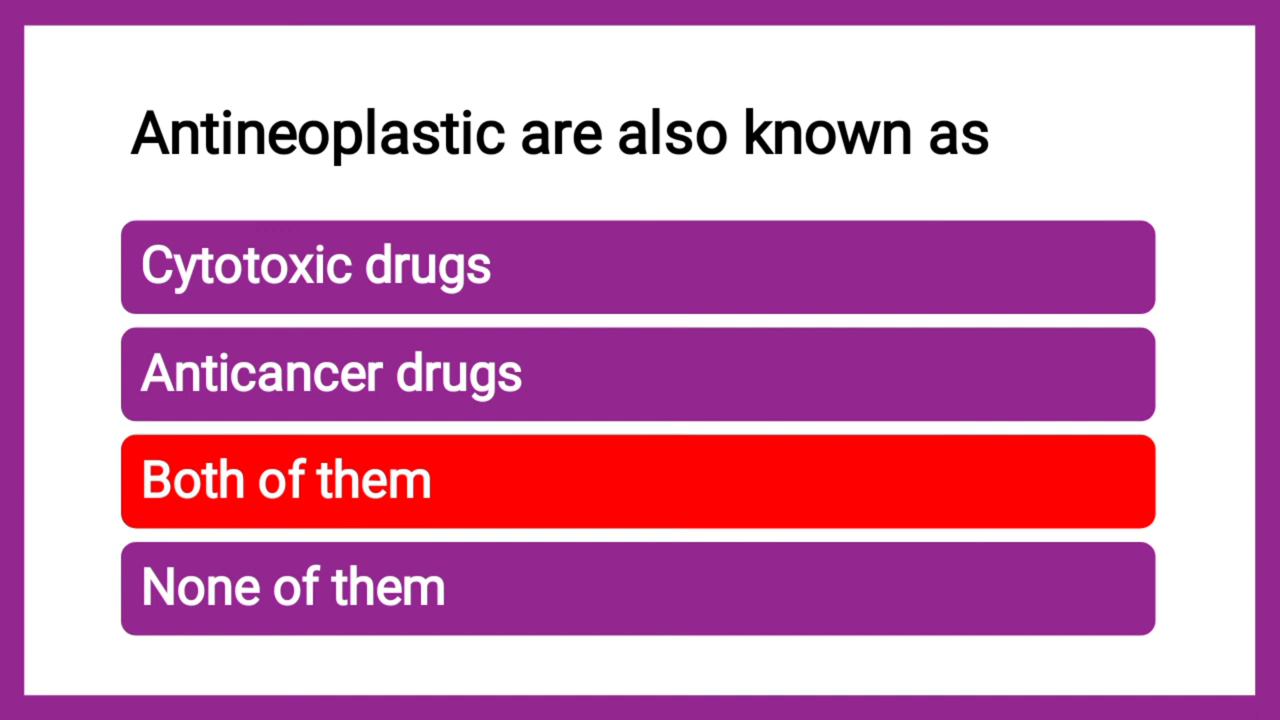 Antineoplastic are also known as
Cytotoxic drugs
Anticancer drugs
Both of them
None of them